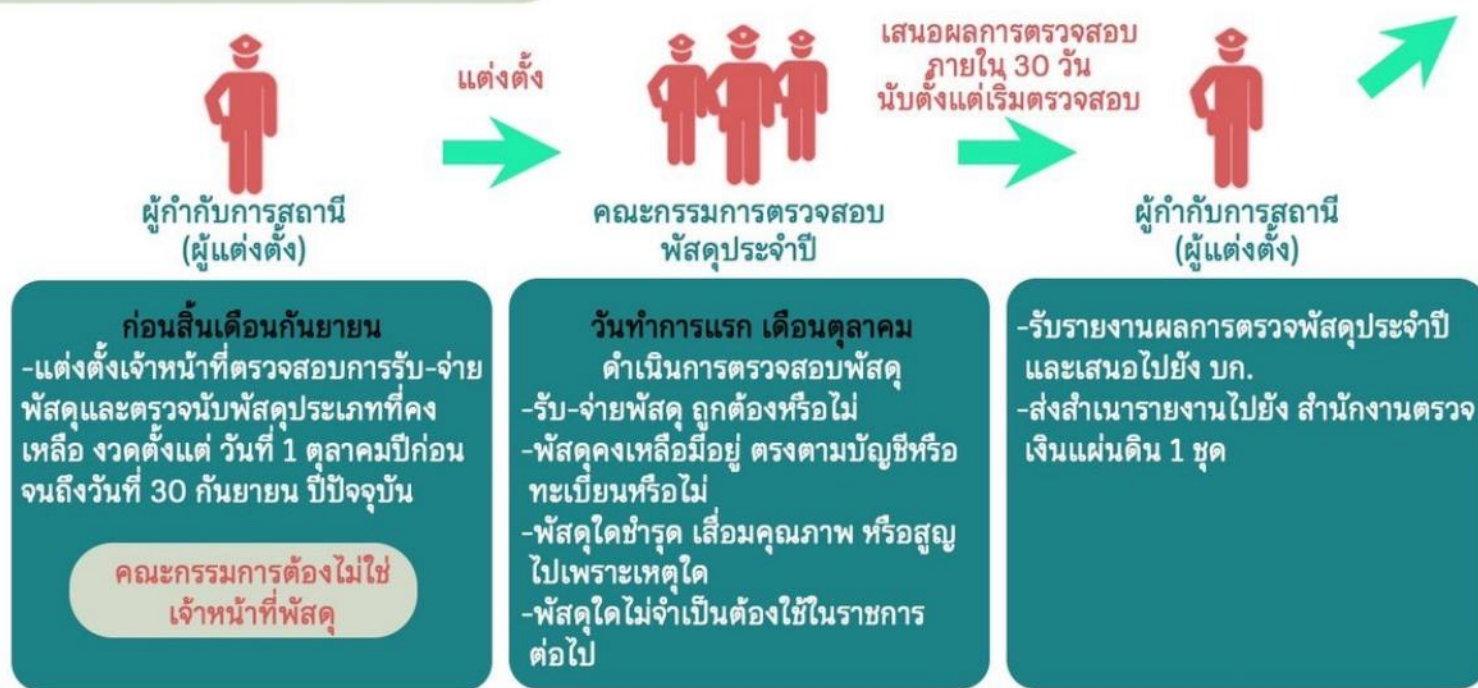 แต่งตั้ง
เสนอผลการตรวจสอบ
ภายใน 30 วัน
นับตั้งแต่เริ่มตรวจสอบ
ผู้กำกับการสถานี
(ผู้แต่งตั้ง)
คณะกรรมการตรวจสอบ
พัสดุประจำปี
ผู้กำกับการสถานี
(ผู้แต่งตั้ง)
ก่อนสิ้นเดือนกันยายน
-แต่งตั้งเจ้าหน้าที่ตรวจสอบการรับ-จ่าย
พัสดุและตรวจนับพัสดุประเภทที่คง
เหลือ งวดตั้งแต่ วันที่ 1 ตุลาคมปีก่อน
จนถึงวันที่ 30 กันยายน ปีปัจจุบัน
คณะกรรมการต้องไม่ใช่
เจ้าหน้าที่พัสดุ
วันทำการแรก เดือนตุลาคม
ดำเนินการตรวจสอบพัสดุ
-รับ-จ่ายพัสดุ ถูกต้องหรือไม่
-พัสดุคงเหลือมีอยู่ ตรงตามบัญชีหรือ
ทะเบียนหรือไม่
-พัสดุใดชำรุด เสื่อมคุณภาพ หรือสูญ
ไปเพราะเหตุใด
-พัสดุใดไม่จำเป็นต้องใช้ในราชการ
ต่อไป
-รับรายงานผลการตรวจพัสดุประจำปี
และเสนอไปยัง บก.
-ส่งสำเนารายงานไปยัง สำนักงานตรวจ
เงินแผ่นดิน 1 ชุด